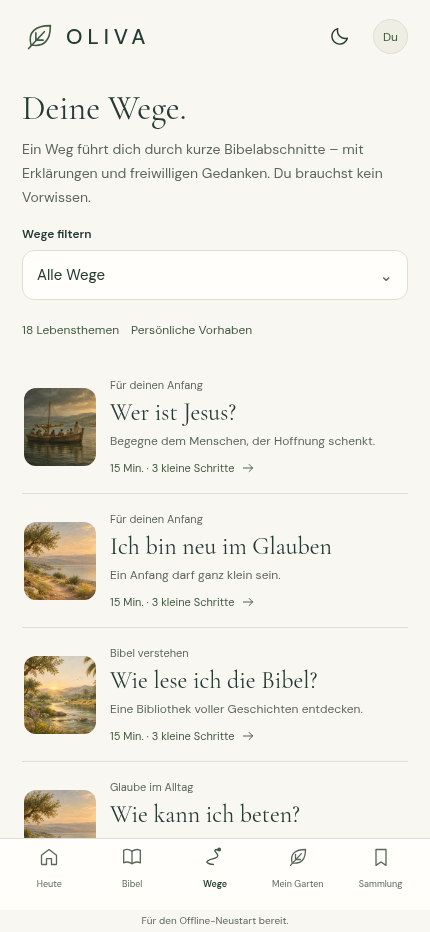 OLIVA
Du
Deine Wege.
Ein Weg führt dich durch kurze Bibelabschnitte – mit
Erklärungen und freiwilligen Gedanken. Du brauchst kein
Vorwissen.
Wege filtern
Alle Wege
18 Lebensthemen Persönliche Vorhaben
Für deinen Anfang
Wer ist Jesus?
Begegne dem Menschen, der Hoffnung schenkt.
15 Min. · 3 kleine Schritte →
Für deinen Anfang
Ich bin neu im Glauben
Ein Anfang darf ganz klein sein.
15 Min. · 3 kleine Schritte →
Bibel verstehen
Wie lese ich die Bibel?
Eine Bibliothek voller Geschichten entdecken.
15 Min. · 3 kleine Schritte →
Glaube im Alltag
Wie kann ich beten?
Heute Bibel Wege Mein Garten Sammlung
Für den Offline-Neustart bereit.